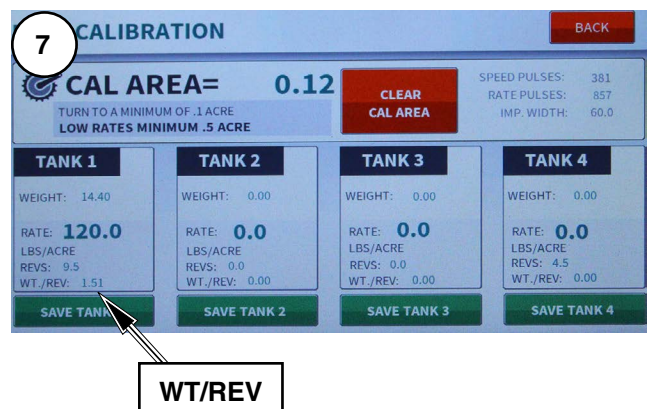 7
CALIBRATION
BACK
CAL AREA= 0.12
TURN TO A MINIMUM OF .1 ACRE
LOW RATES MINIMUM .5 ACRE
CLEAR
CAL AREA
SPEED PULSES: 381
RATE PULSES: 857
IMP. WIDTH: 60.0
TANK 1
WEIGHT: 14.40
RATE: 120.0
LBS/ACRE
REVS: 9.5
WT./REV: 1.51
SAVE TANK
TANK 2
WEIGHT: 0.00
RATE: 0.0
LBS/ACRE
REVS: 0.0
WT./REV: 0.00
SAVE TANK 2
TANK 3
WEIGHT: 0.00
RATE: 0.0
LBS/ACRE
REVS: 0.0
WT./REV: 0.00
SAVE TANK 3
TANK 4
WEIGHT: 0.00
RATE: 0.0
LBS/ACRE
REVS: 4.5
WT./REV: 0.00
SAVE TANK 4
WT/REV